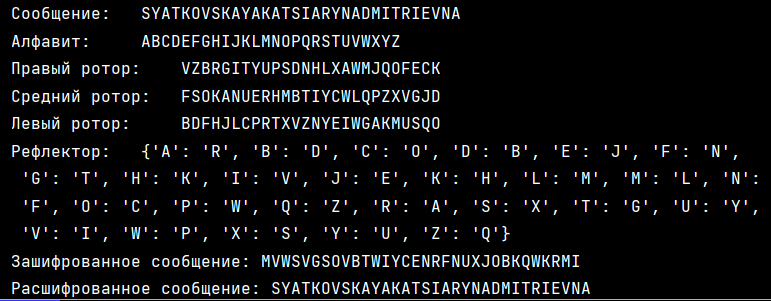 Сообщение: SYATKOVSKAYAKATSIARYNADMITRIEVNA
Алфавит: ABCDEFGHIJKLMNOPQRSTUVWXYZ
Правый ротор: VZBRGITYUPSDNHLXAWMJQOFECK
Средний ротор: FSOKANUERHMBTIYCWLQPZXVGJD
Левый ротор: BDFHJLCPRTXVZNYEIWGAKMUSQO
Рефлектор: {'A': 'R', 'B': 'D', 'C': 'O', 'D': 'B', 'E': 'J', 'F': 'N',
'G': 'T', 'H': 'K', 'I': 'V', 'J': 'E', 'K': 'H', 'L': 'M', 'M': 'L', 'N':
'F', 'O': 'C', 'P': 'W', 'Q': 'Z', 'R': 'A', 'S': 'X', 'T': 'G', 'U': 'Y',
'V': 'I', 'W': 'P', 'X': 'S', 'Y': 'U', 'Z': 'Q'}
Зашифрованное сообщение: MVWSVGSOVBTWIYCENRFNUXJOBKQWKRMI
Расшифрованное сообщение: SYATKOVSKAYAKATSIARYNADMITRIEVNA